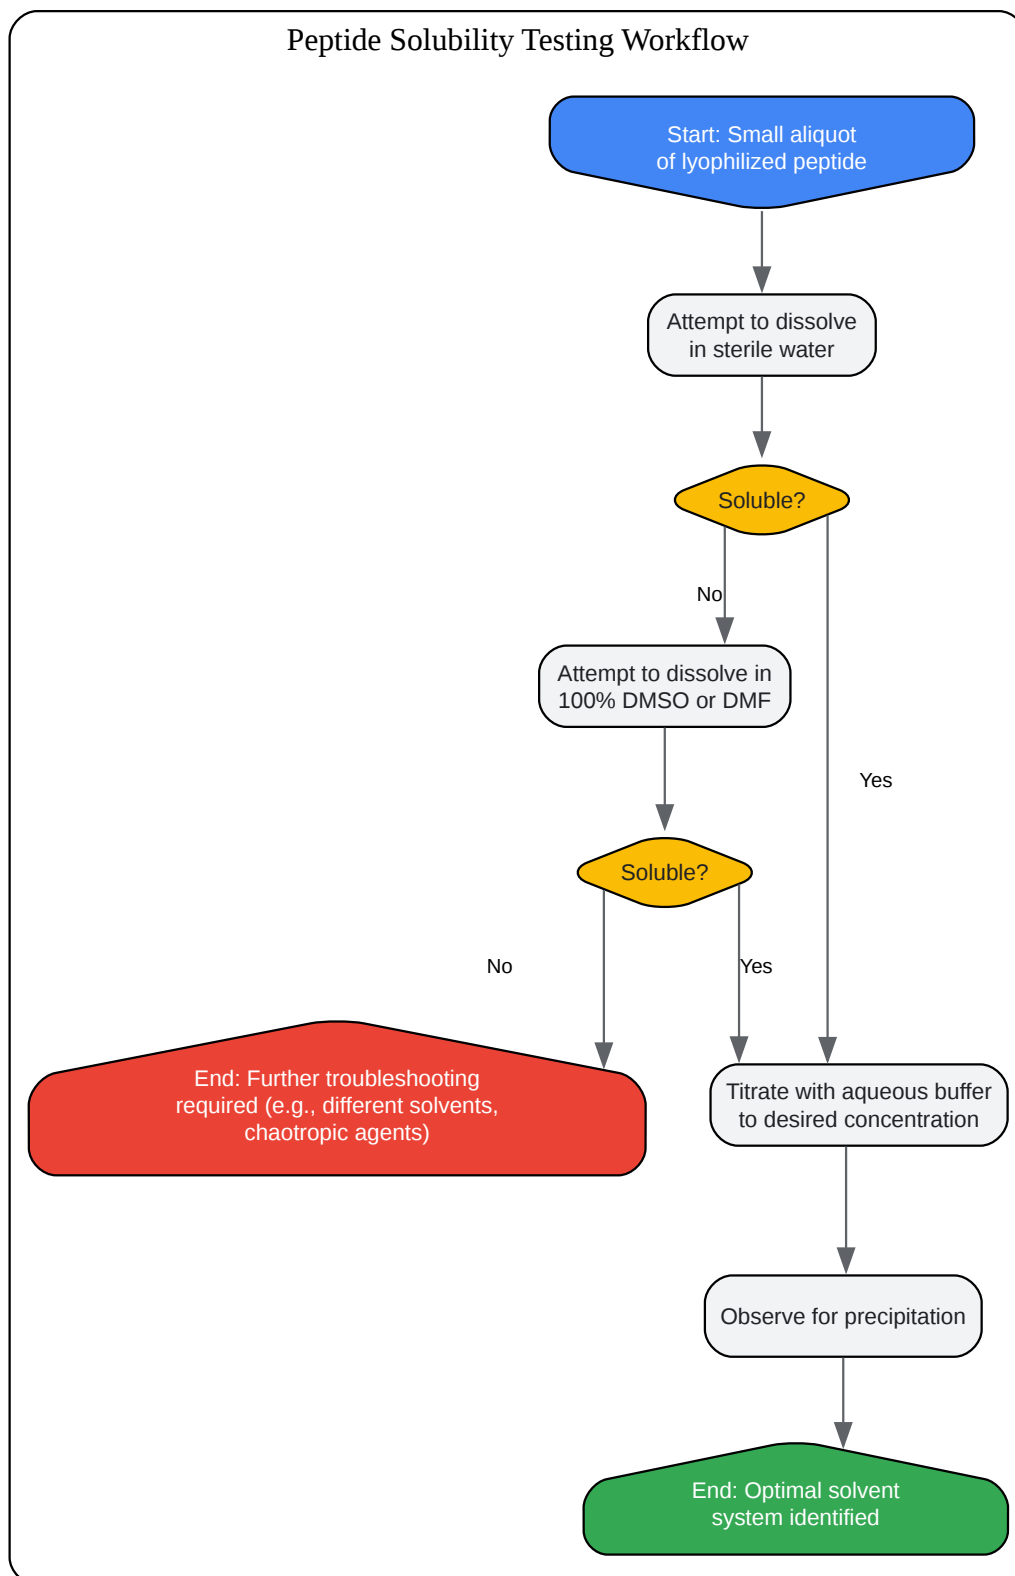 Peptide Solubility Testing Workflow
Start: Small aliquot
of lyophilized peptide
Attempt to dissolve
in sterile water
Soluble?
No
Attempt to dissolve in
100% DMSO or DMF
Yes
Soluble?
No
Yes
End: Further troubleshooting
required (e.g., different solvents,
chaotropic agents)
Titrate with aqueous buffer
to desired concentration
Observe for precipitation
End: Optimal solvent
system identified